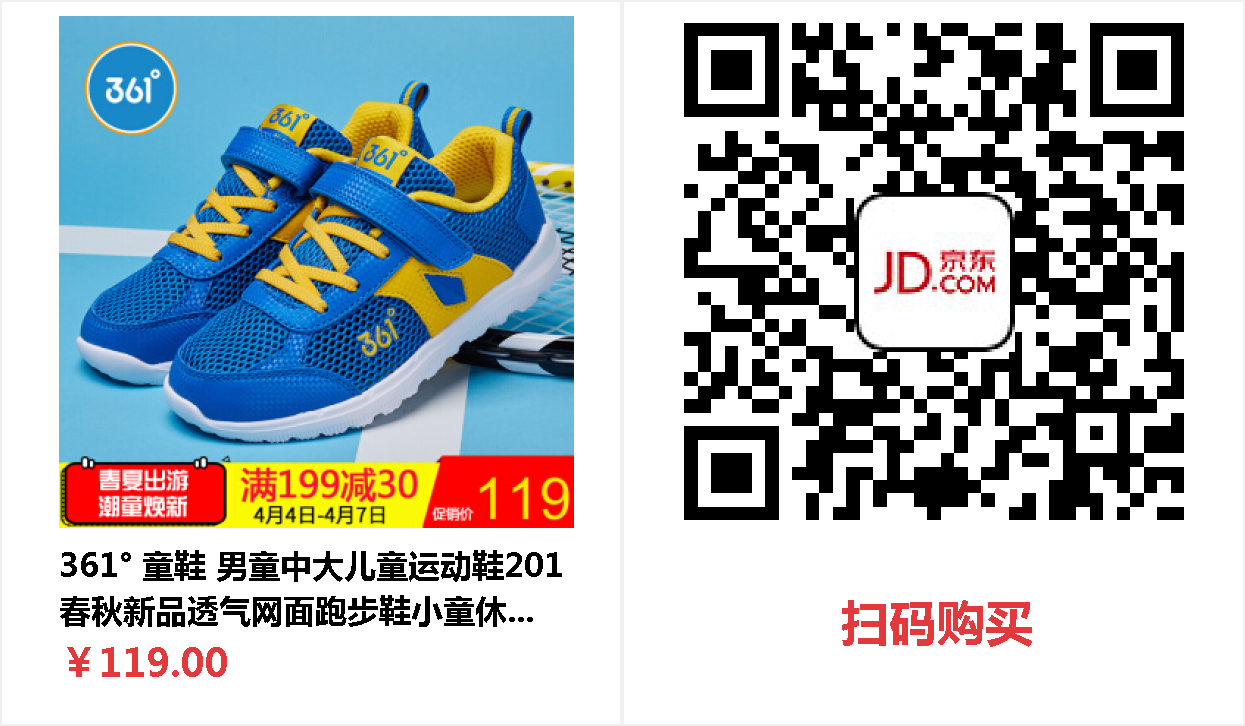 361°
361°
361°
361°
春夏出游
潮童焕新
满199减30
4月4日-4月7日
促销价 119
361° 童鞋 男童中大儿童运动鞋201
春秋新品透气网面跑步鞋小童休...
￥119.00
JD 京东
.COM
扫码购买